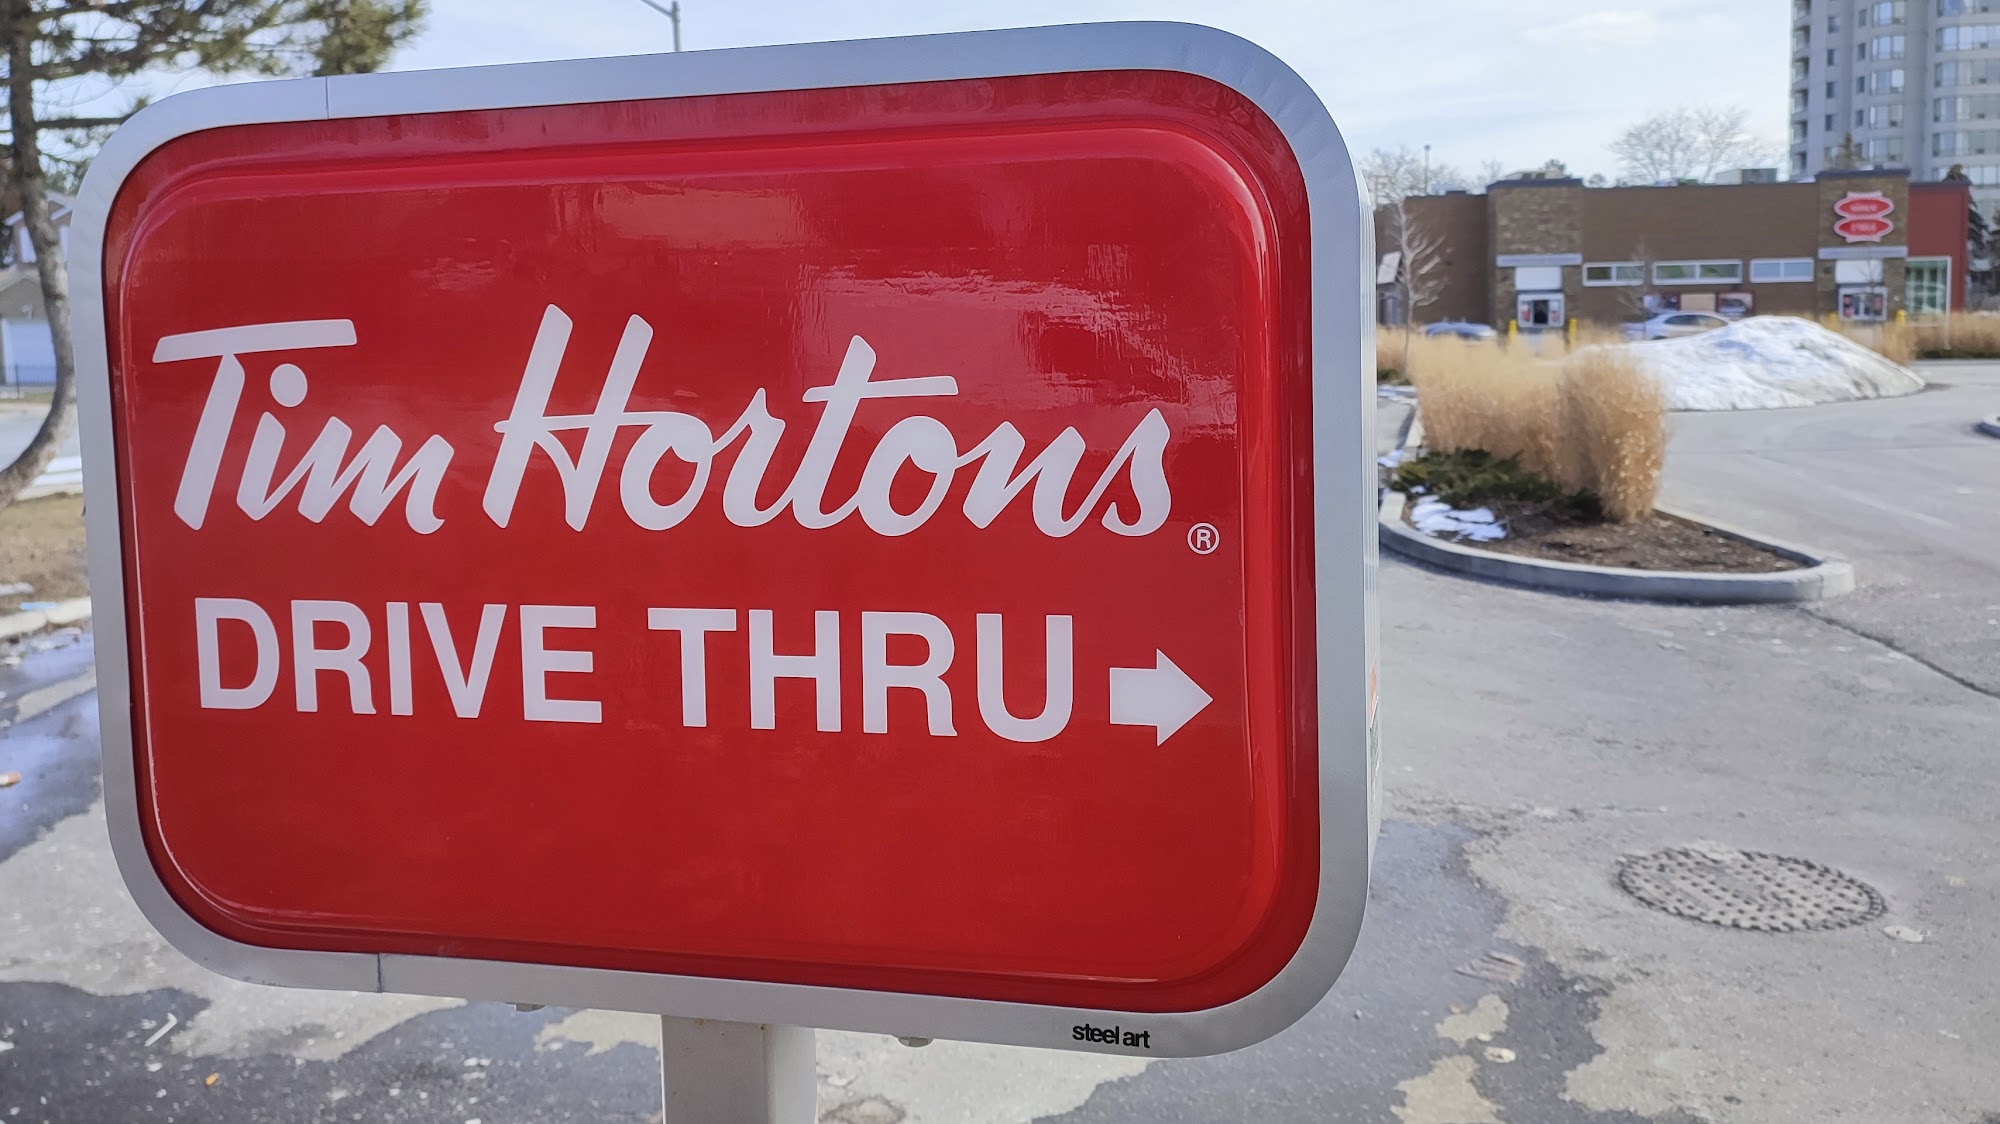 Tim Hortons®
DRIVE THRU →
steel art